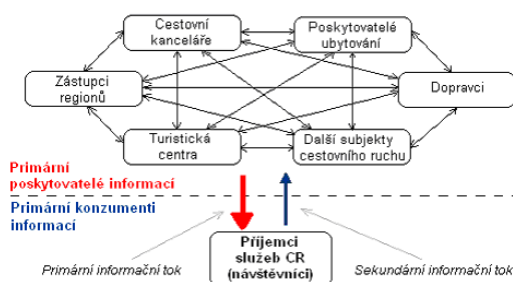 Cestovní
kanceláře
Poskytovatelé
ubytování
Zástupci
regionů
Dopravci
Turistická
centra
Další subjekty
cestovního ruchu
Primární
poskytovatelé informací
Primární konzumenti
informací
Příjemci
služeb CR
(návštěvníci)
Primární informační tok
Sekundární informační tok